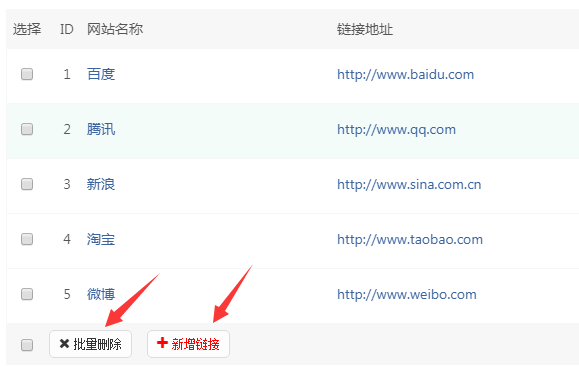 选择 ID 网站名称 链接地址
1 百度 http://www.baidu.com
2 腾讯 http://www.qq.com
3 新浪 http://www.sina.com.cn
4 淘宝 http://www.taobao.com
5 微博 http://www.weibo.com
✖ 批量删除 ✚ 新增链接